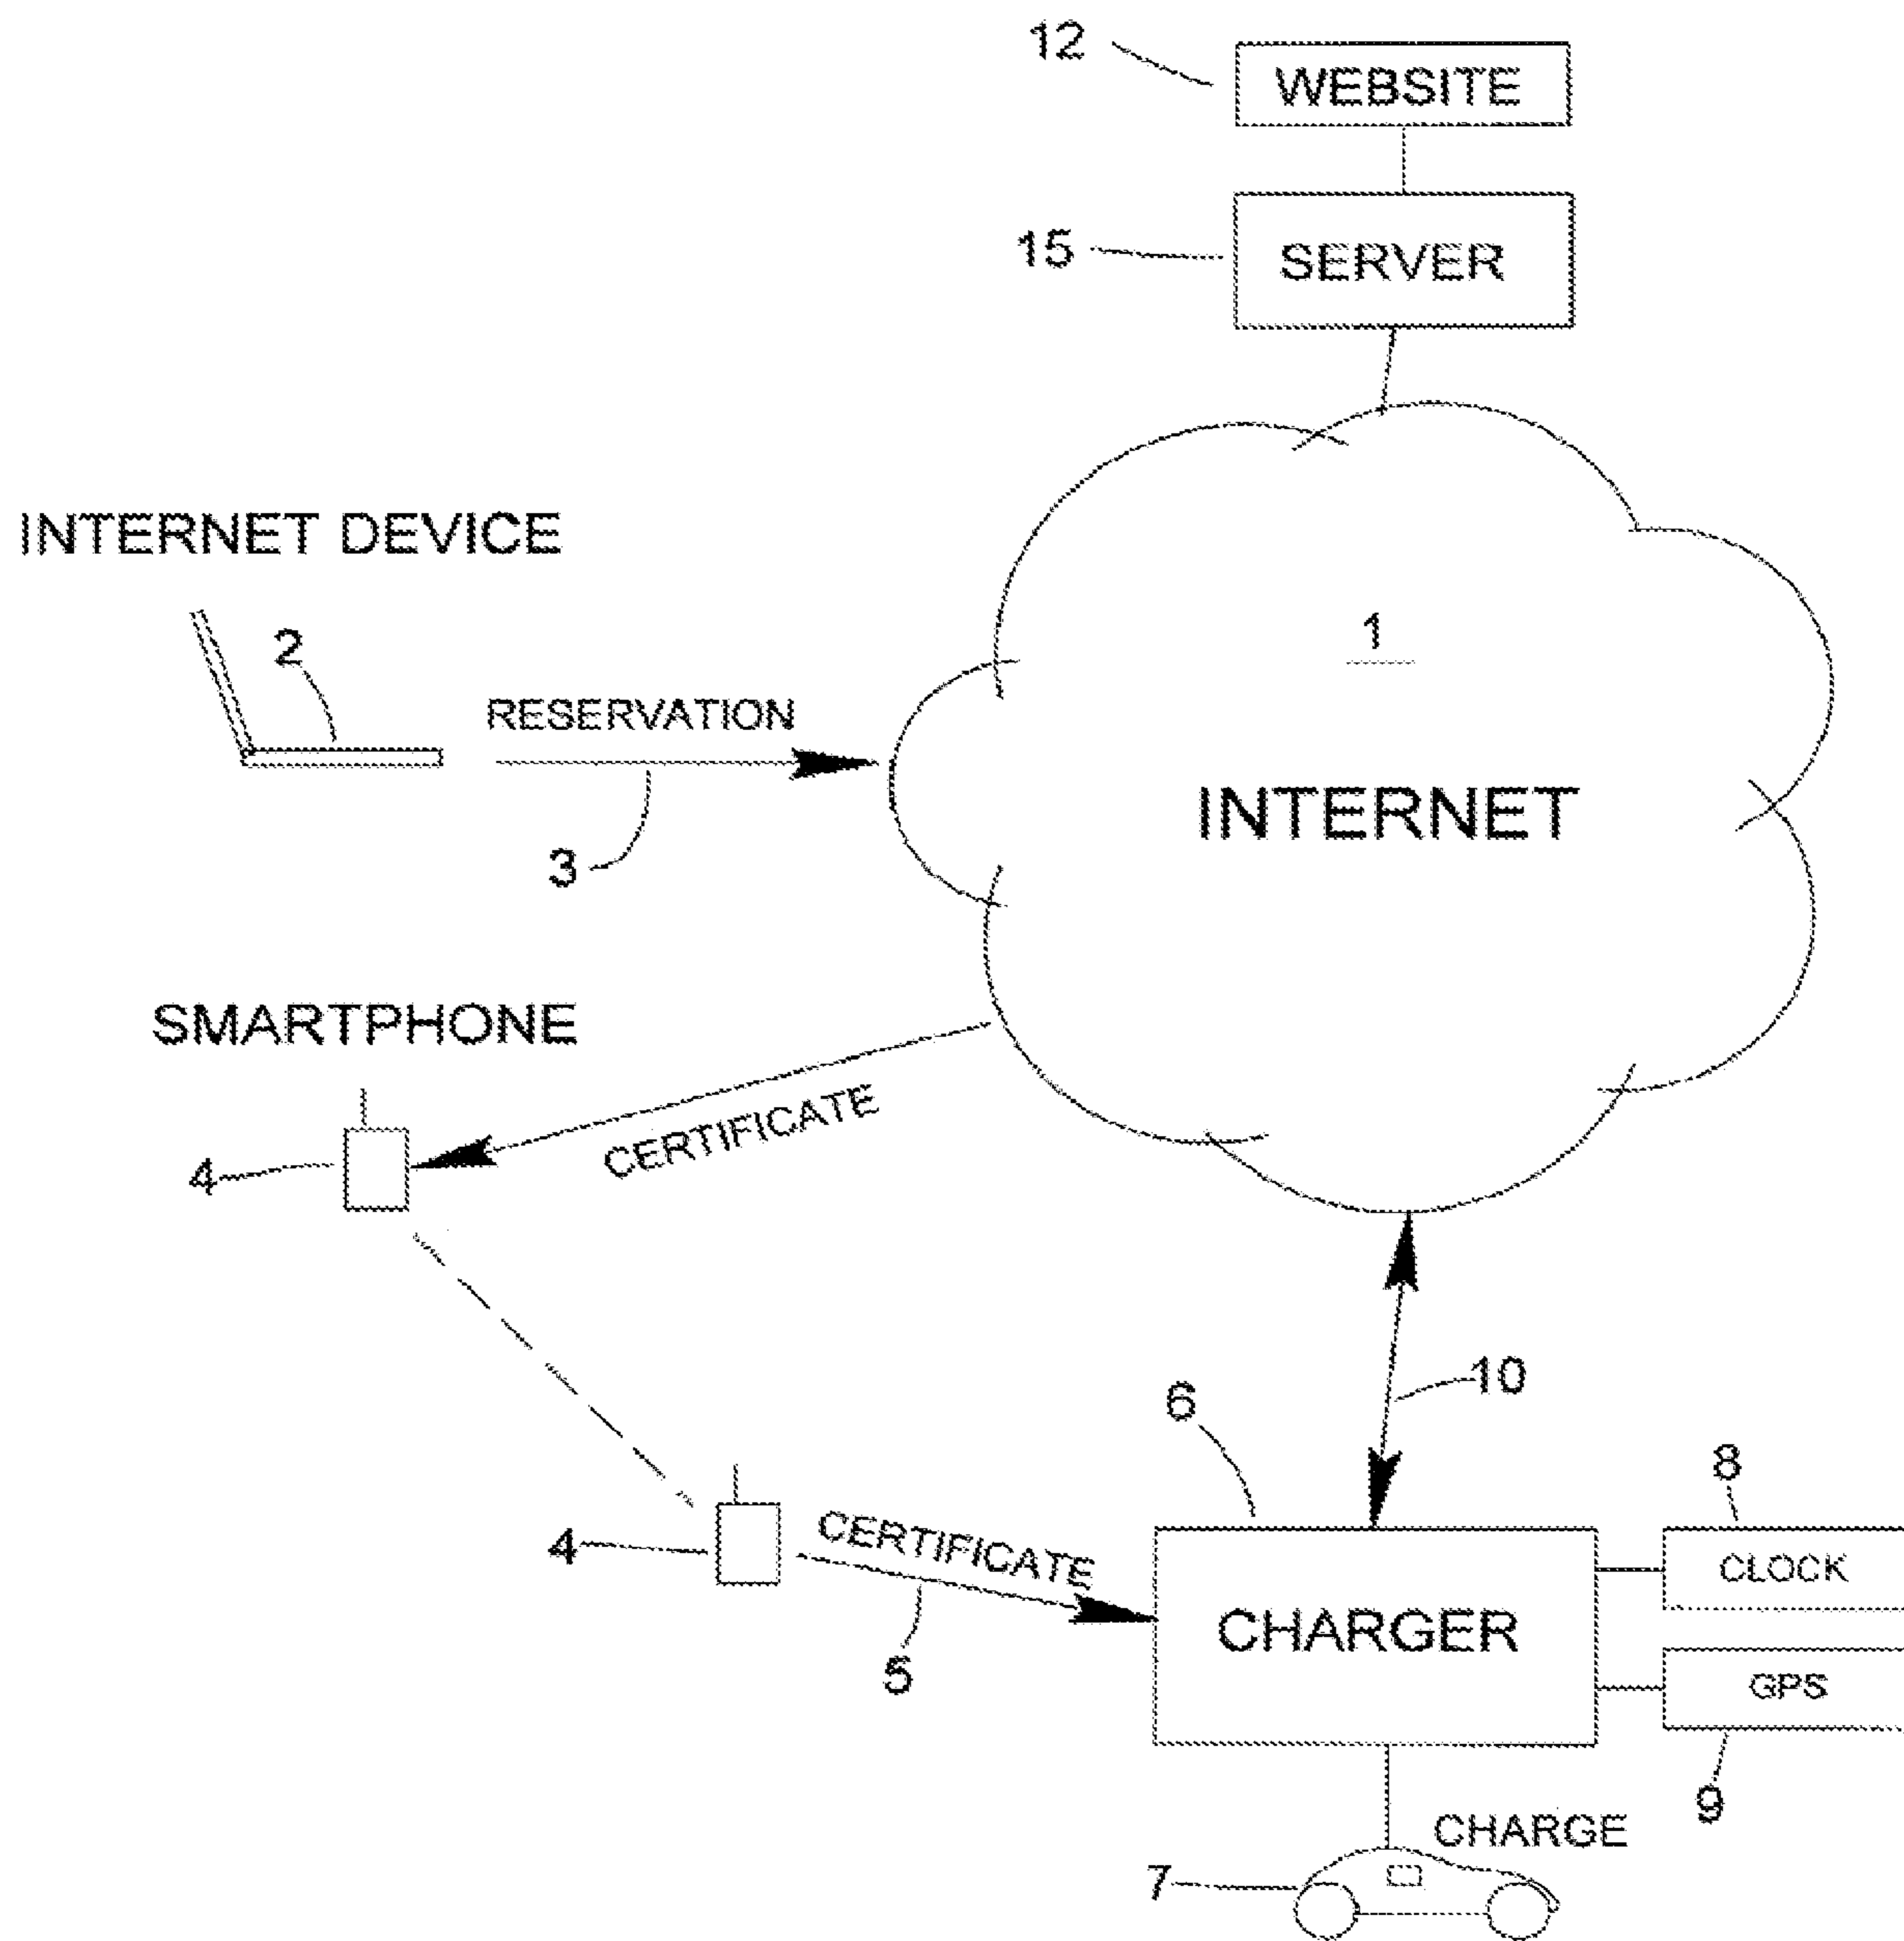 12
WEBSITE
15
SERVER
INTERNET DEVICE
2
1
RESERVATION
INTERNET
3
SMARTPHONE
CERTIFICATE
4
10
6
8
CLOCK
4
CERTIFICATE
CHARGER
5
GPS
9
CHARGE
7